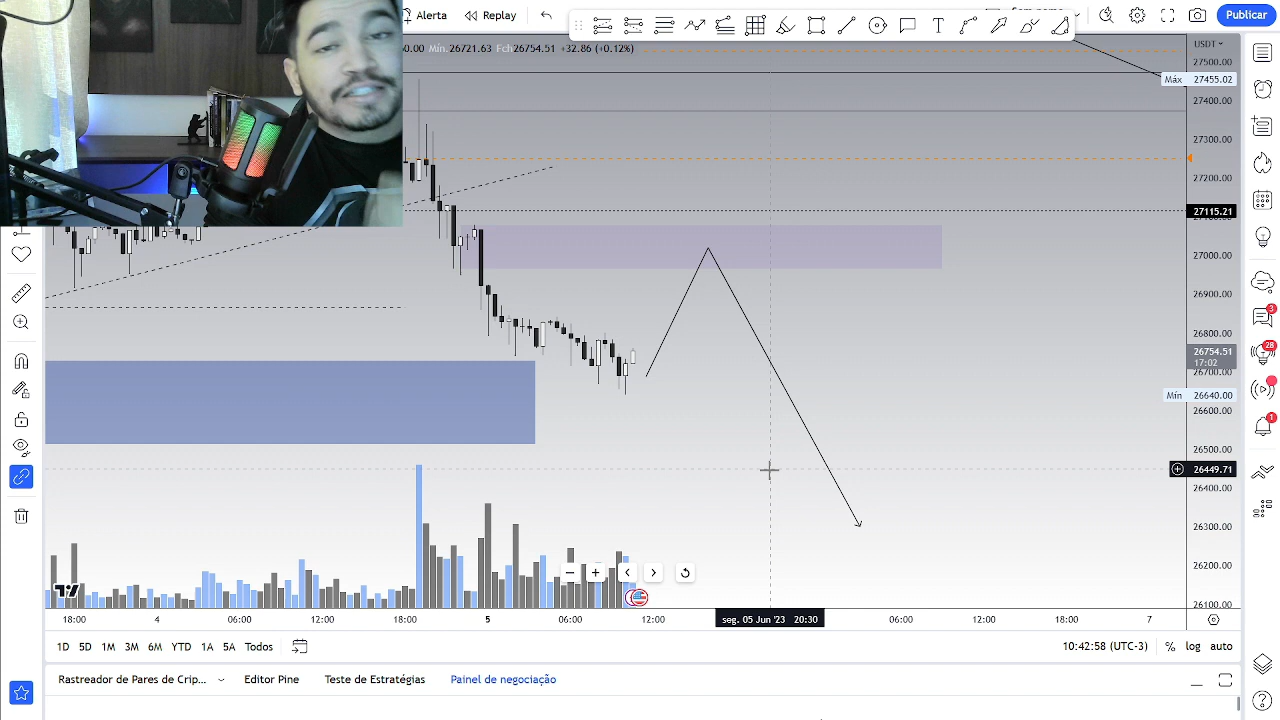 Alerta
Replay
Publicar
.00 Mín. 26721.63 Fch 26754.51 +32.86 (+0.12%)
USDT
27500.00
Máx 27455.02
27400.00
27300.00
27200.00
27115.21
27000.00
26900.00
26800.00
26754.51
17:02
26700.00
Mín 26640.00
26600.00
26500.00
26449.71
26400.00
26300.00
26200.00
26100.00
3
28
1
18:00 4 06:00 12:00 18:00 5 06:00 12:00 seg. 05 Jun '23 20:30 06:00 12:00 18:00 7
1D 5D 1M 3M 6M YTD 1A 5A Todos
10:42:58 (UTC-3) % log auto
Rastreador de Pares de Crip... Editor Pine Teste de Estratégias Painel de negociação